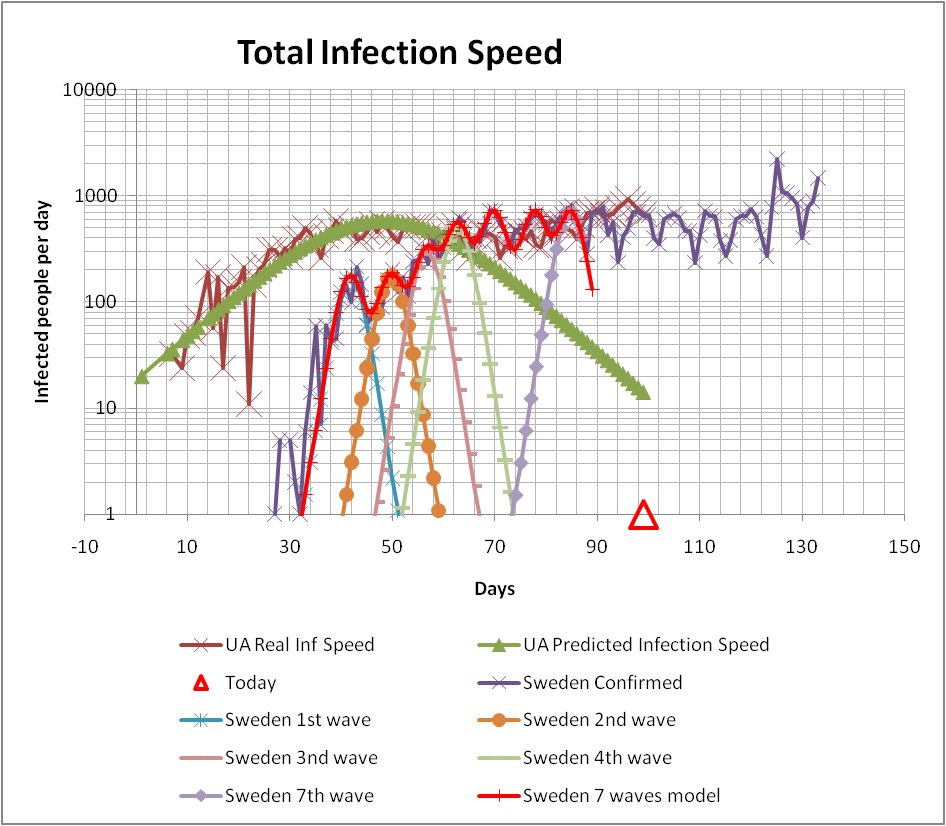 Total Infection Speed
10000
1000
100
10
1
Infected people per day
-10 10 30 50 70 90 110 130 150
Days
UA Real Inf Speed
UA Predicted Infection Speed
Today
Sweden Confirmed
Sweden 1st wave
Sweden 2nd wave
Sweden 3nd wave
Sweden 4th wave
Sweden 7th wave
Sweden 7 waves model